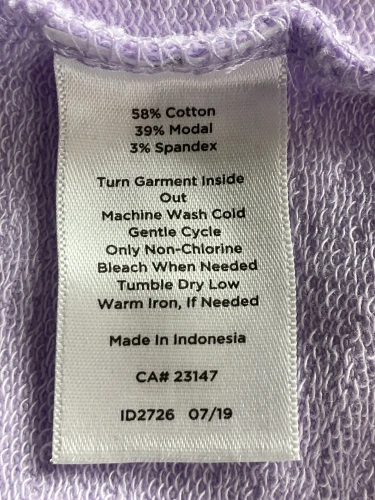 58% Cotton
39% Modal
3% Spandex
Turn Garment Inside
Out
Machine Wash Cold
Gentle Cycle
Only Non-Chlorine
Bleach When Needed
Tumble Dry Low
Warm Iron, If Needed
Made In Indonesia
CA# 23147
ID2726 07/19